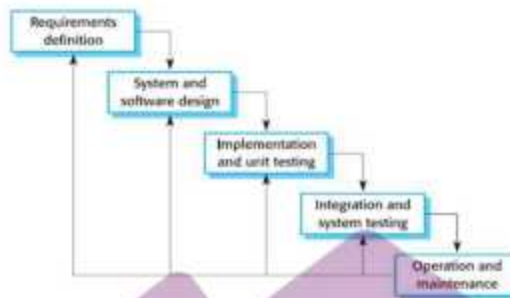 Requirements
definition
System and
software design
Implementation
and unit testing
Integration and
system testing
Operation and
maintenance